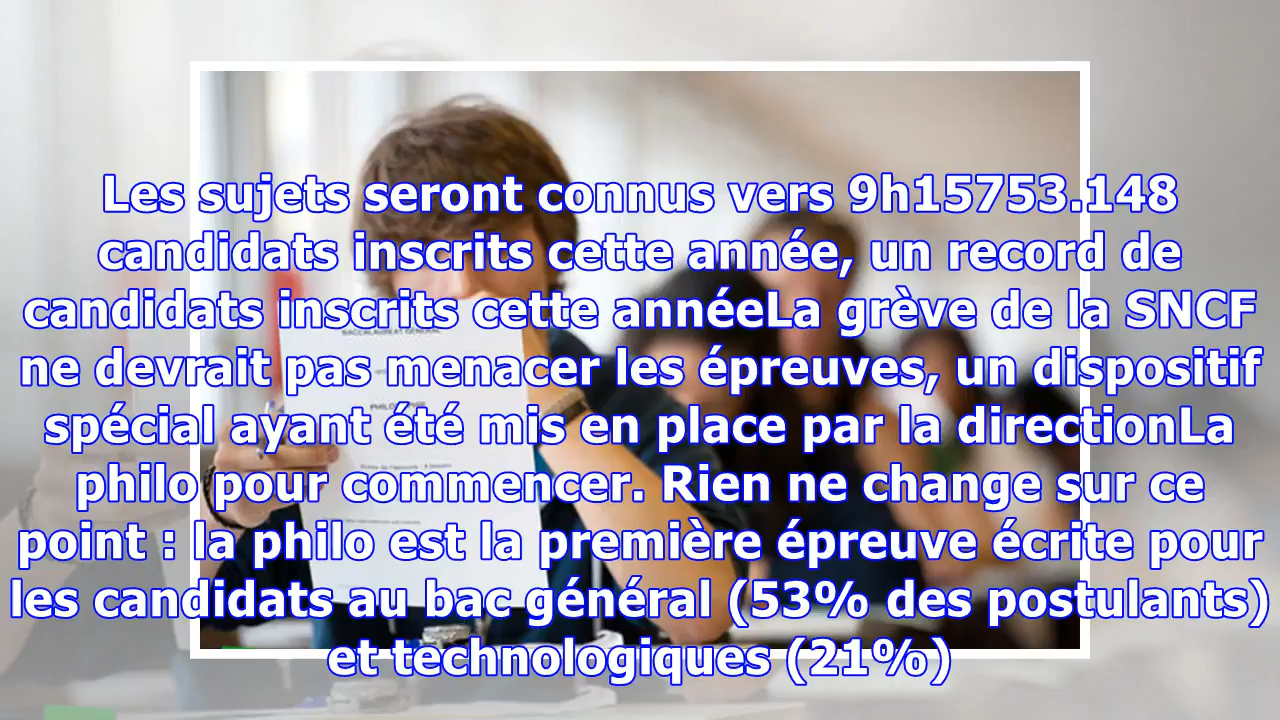 Les sujets seront connus vers 9h15753.148
candidats inscrits cette année, un record de
candidats inscrits cette annéeLa grève de la SNCF
ne devrait pas menacer les épreuves, un dispositif
spécial ayant été mis en place par la directionLa
philo pour commencer. Rien ne change sur ce
point : la philo est la première épreuve écrite pour
les candidats au bac général (53% des postulants)
et technologiques (21%)
BACCALAURÉAT GÉNÉRAL
PHILOSOPHIE